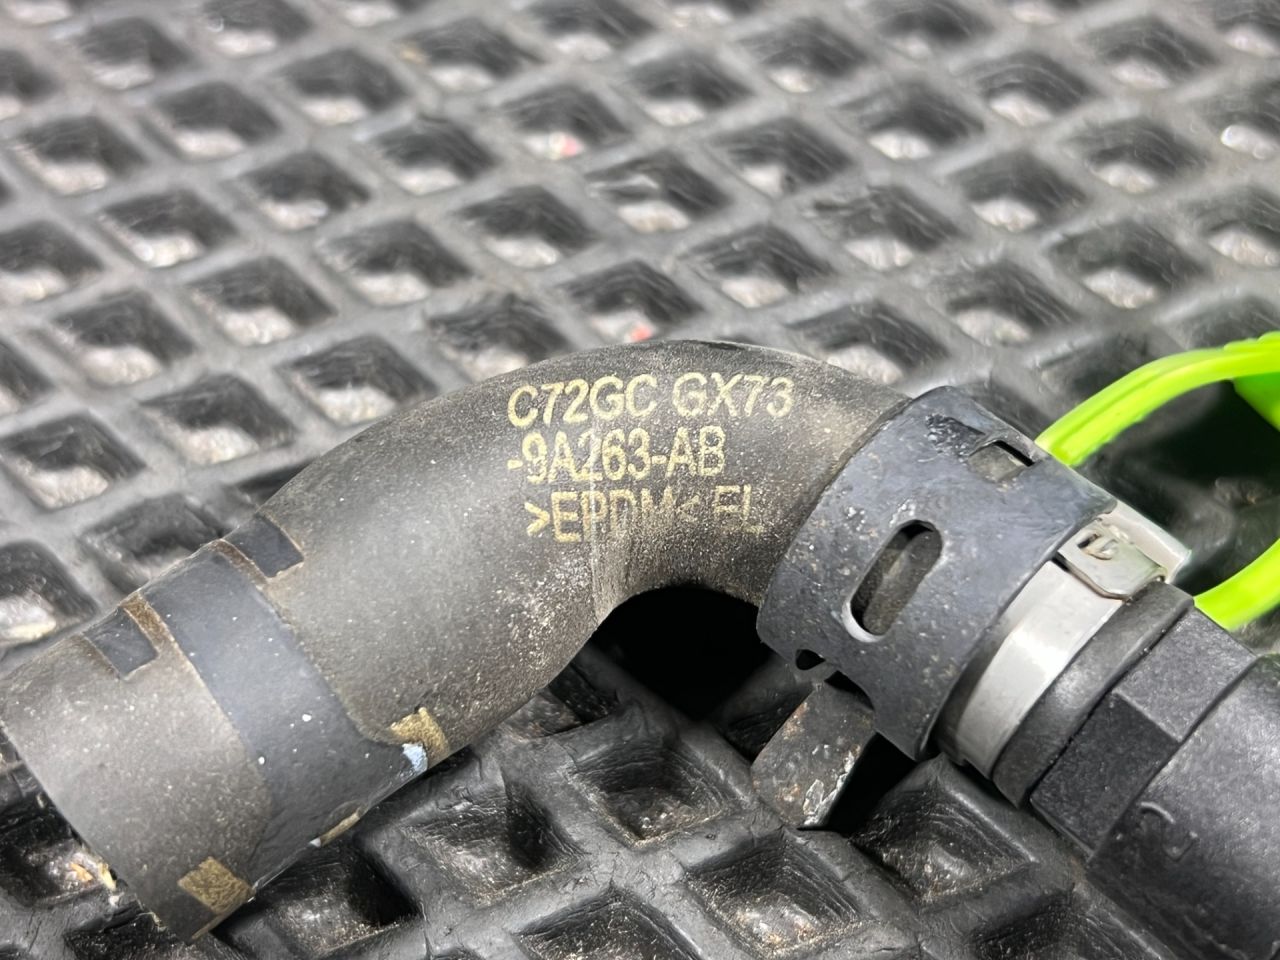 C72GC GX73
-9A263-AB
>EPDM< FL